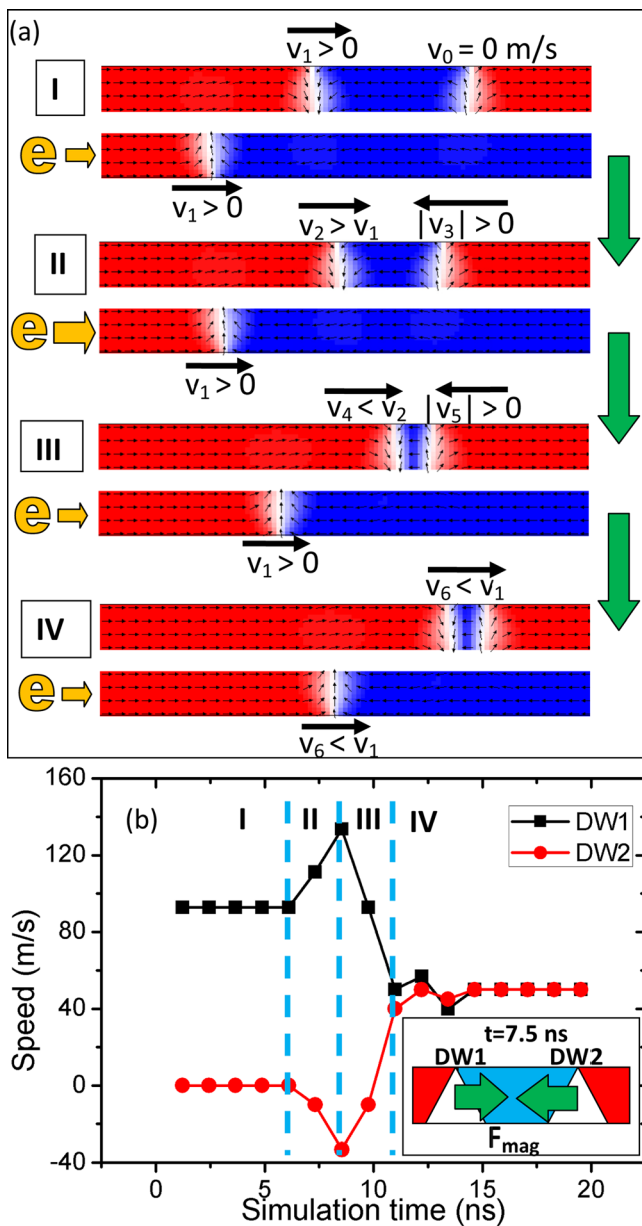 (a)
v₁ > 0
v₀ = 0 m/s
I
e
v₁ > 0
v₂ > v₁
|v₃| > 0
II
e
v₁ > 0
v₄ < v₂
|v₅| > 0
III
e
v₁ > 0
v₆ < v₁
IV
e
v₆ < v₁
160
(b)
I
II
III
IV
DW1
DW2
120
80
40
0
-40
Speed (m/s)
t=7.5 ns
DW1
DW2
Fmag
0
5
10
15
20
Simulation time (ns)